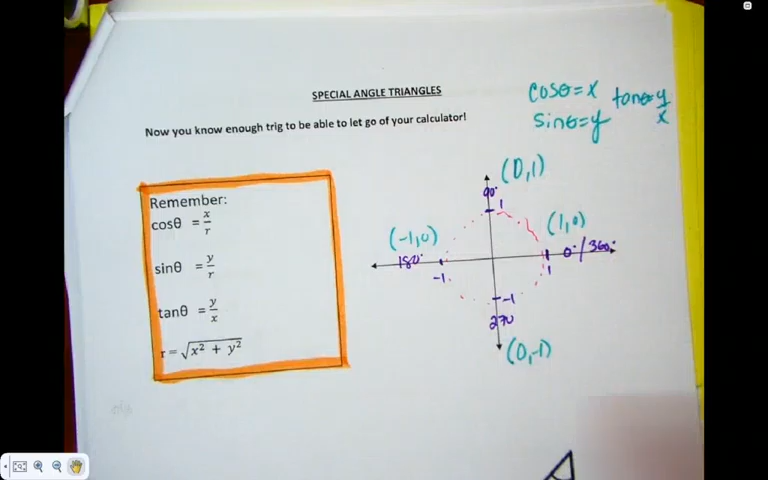 SPECIAL ANGLE TRIANGLES
cosθ=x tanθ=y/x
sinθ=y
Now you know enough trig to be able to let go of your calculator!
Remember:
cosθ = x/r
sinθ = y/r
tanθ = y/x
r = √x² + y²
(0,1)
90°
1
(-1,0)
(1,0)
180°
0°/360°
-1
1
-1
270
(0,-1)